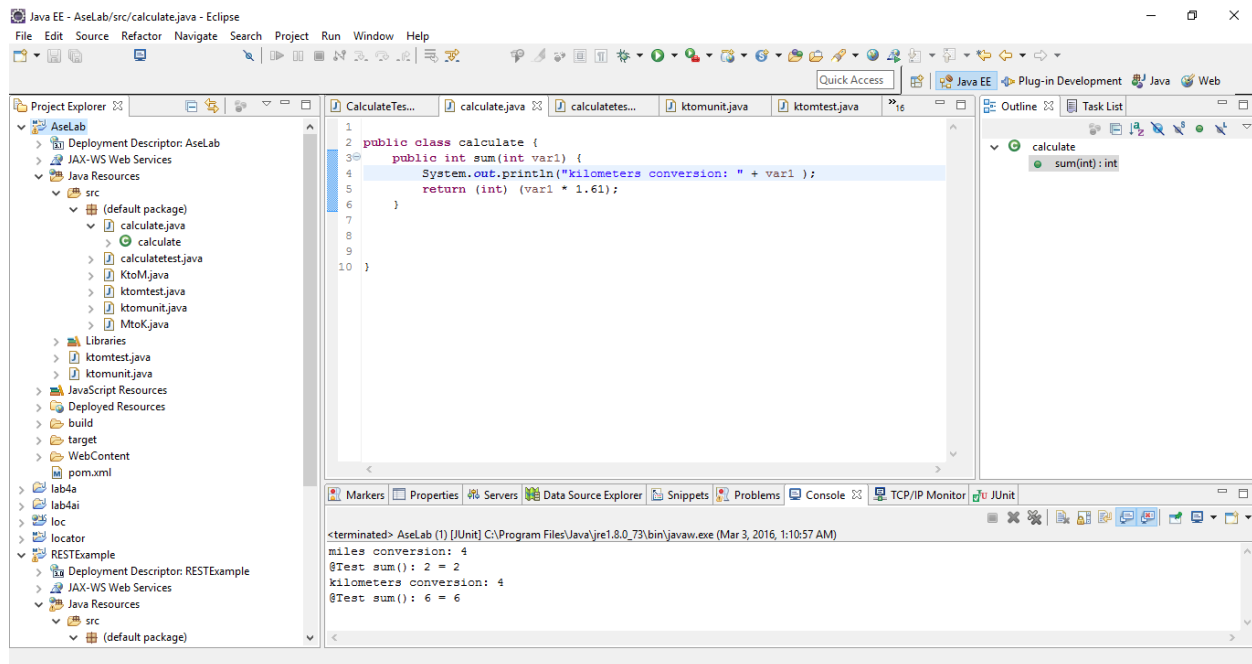 Java EE - AseLab/src/calculate.java - Eclipse
File Edit Source Refactor Navigate Search Project Run Window Help
Quick Access
Java EE
Plug-in Development
Java
Web
Project Explorer
AseLab
Deployment Descriptor: AseLab
JAX-WS Web Services
Java Resources
src
(default package)
calculate.java
calculate
calculatetest.java
KtoM.java
ktomtest.java
ktomunit.java
MtoK.java
Libraries
ktomtest.java
ktomunit.java
JavaScript Resources
Deployed Resources
build
target
WebContent
pom.xml
lab4a
lab4ai
loc
locator
RESTExample
Deployment Descriptor: RESTExample
JAX-WS Web Services
Java Resources
src
(default package)
CalculateTes... calculate.java calculatetes... ktomunit.java ktomtest.java »16
1
2 public class calculate {
3 public int sum(int var1) {
4 System.out.println("kilometers conversion: " + var1 );
5 return (int) (var1 * 1.61);
6 }
7
8
9
10 }
Outline Task List
calculate
sum(int) : int
Markers Properties Servers Data Source Explorer Snippets Problems Console TCP/IP Monitor JUnit
<terminated> AseLab (1) [JUnit] C:\Program Files\Java\jre1.8.0_73\bin\javaw.exe (Mar 3, 2016, 1:10:57 AM)
miles conversion: 4
@Test sum(): 2 = 2
kilometers conversion: 4
@Test sum(): 6 = 6